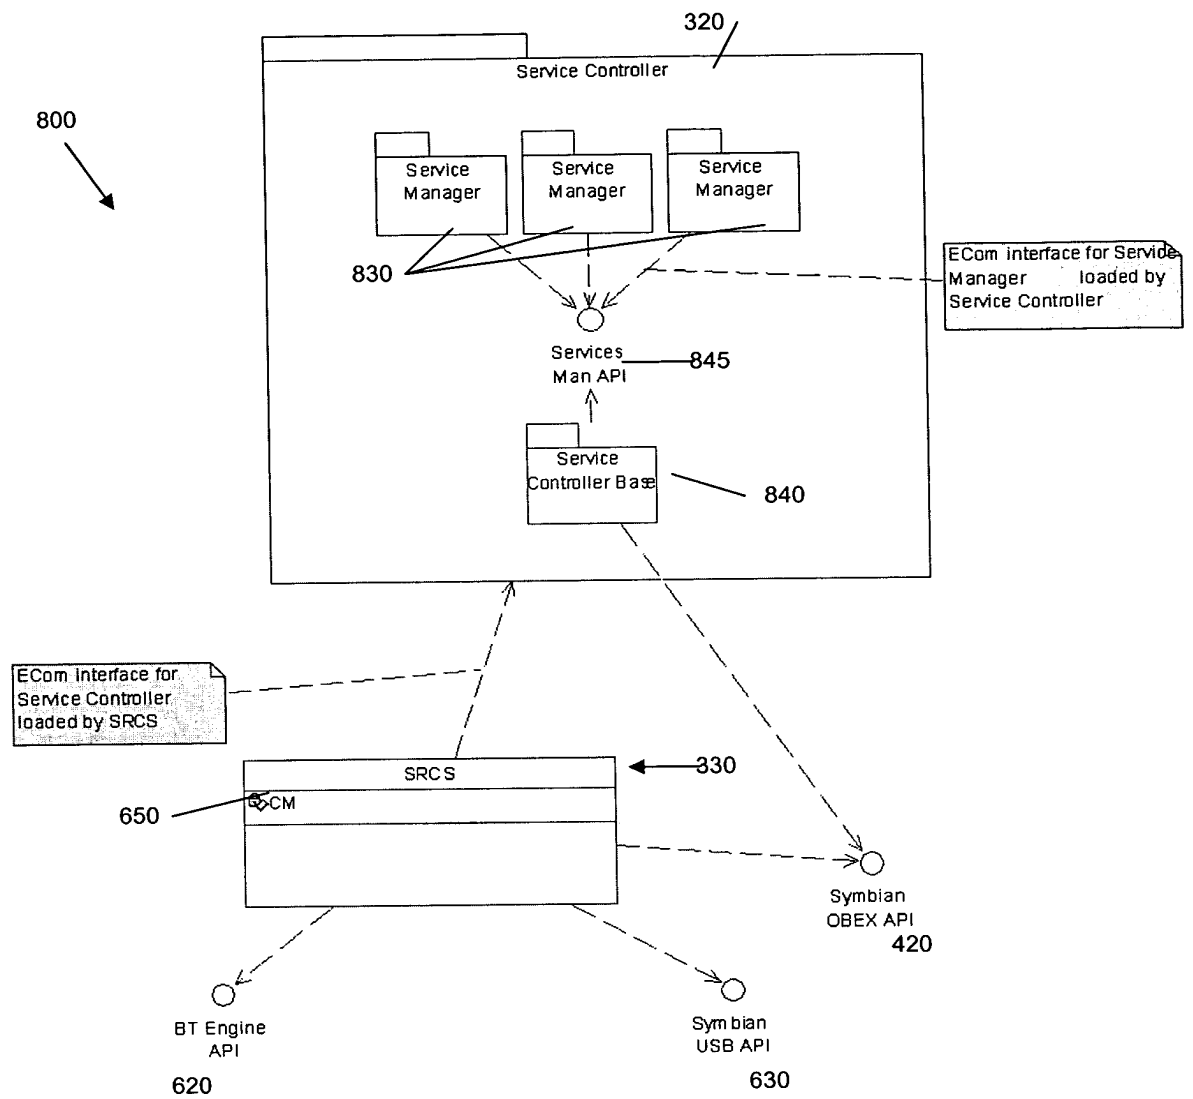 320
Service Controller
800
Service
Manager
Service
Manager
Service
Manager
830
ECom interface for Service
Manager loaded by
Service Controller
Services
Man API
845
Service
Controller Base
840
ECom interface for
Service Controller
loaded by SRCS
SRCS
330
650
CM
Symbian
OBEX API
420
BT Engine
API
620
Symbian
USB API
630